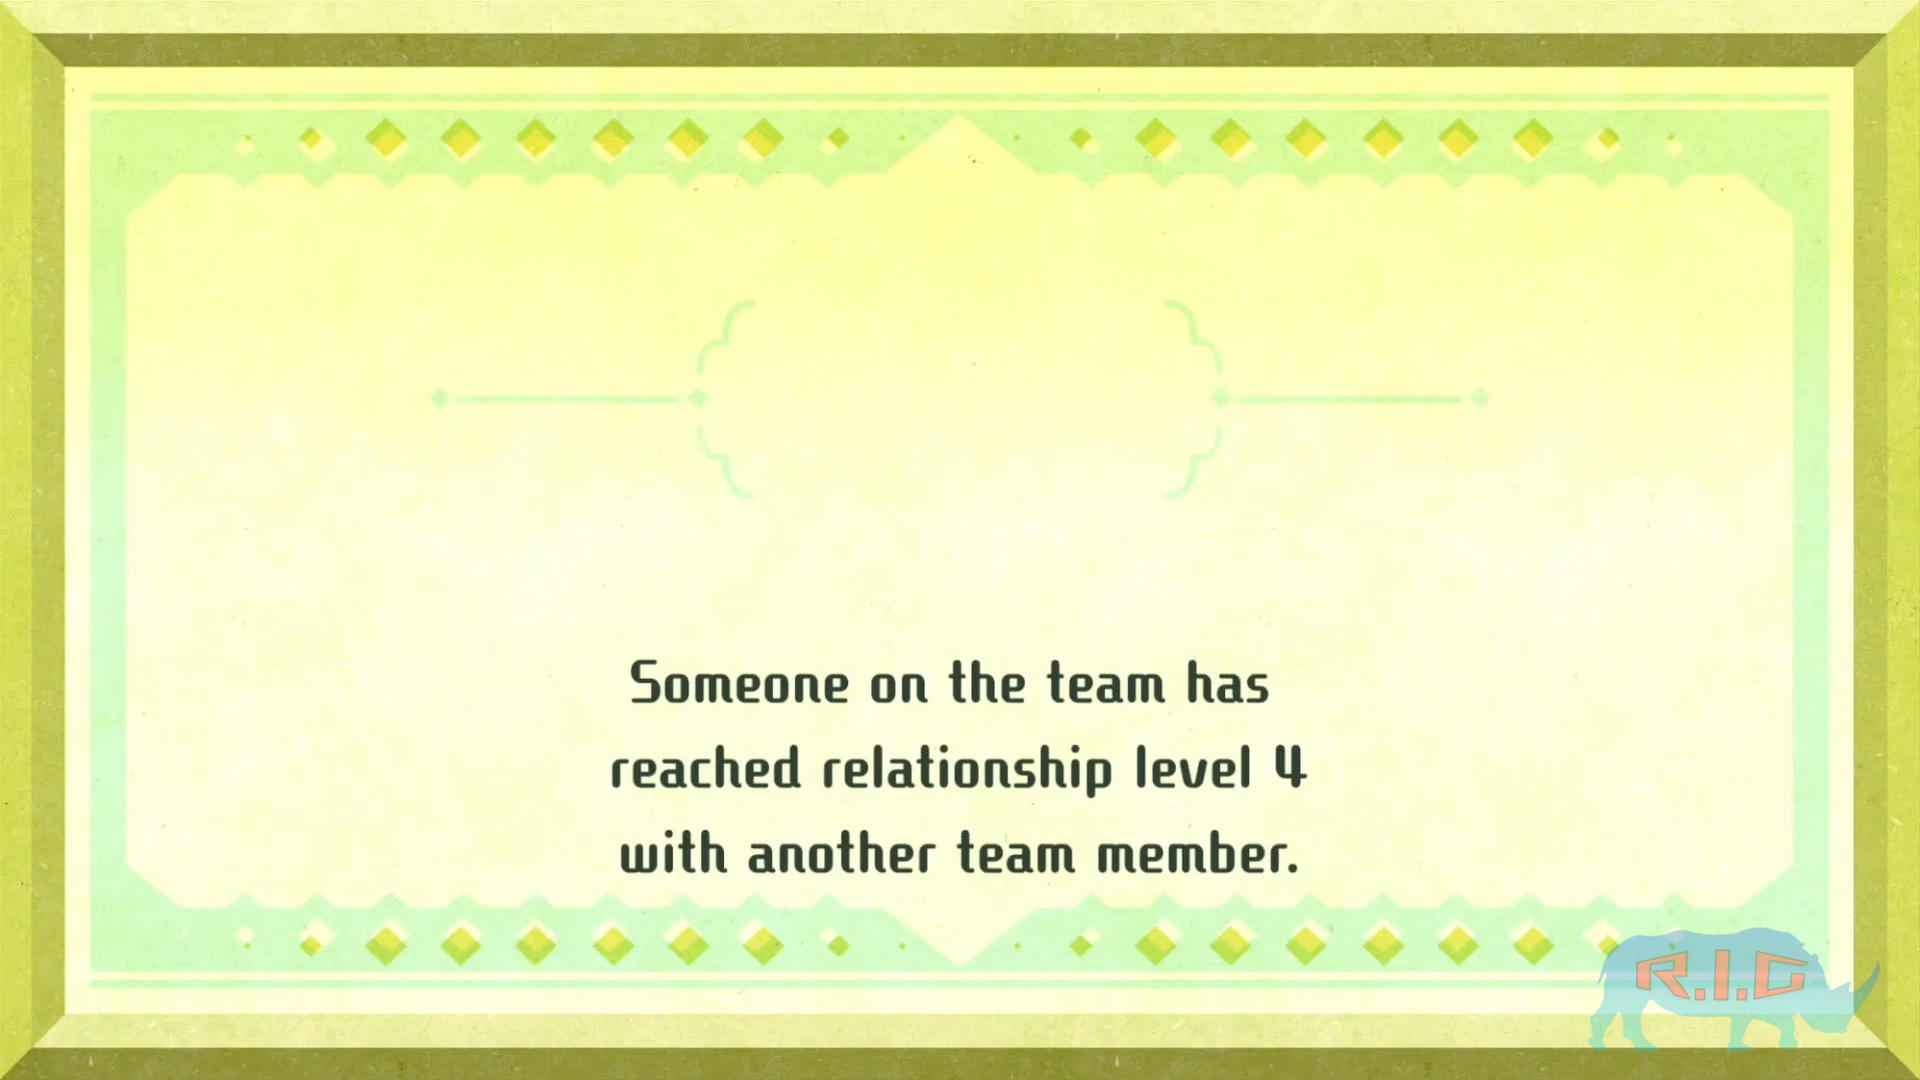 Someone on the team has
reached relationship level 4
with another team member.
R.I.G